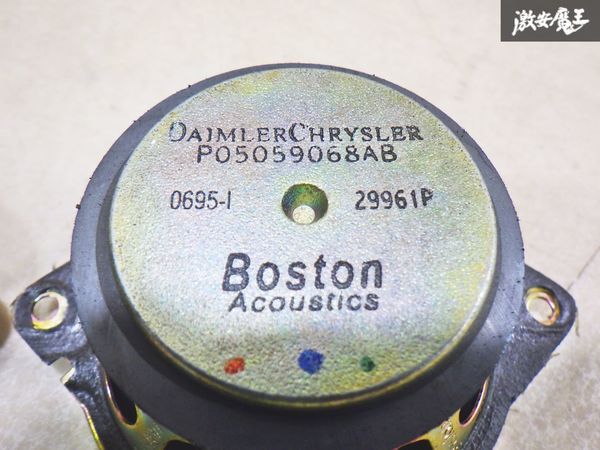 激安魔王
DAIMLERCHRYSLER
P05059068AB
0695-I 29961P
Boston
Acoustics